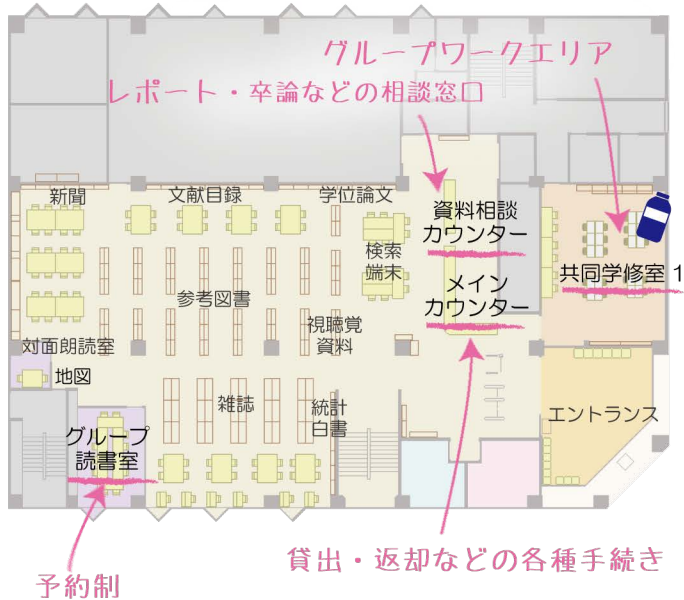 グループワークエリア
レポート・卒論などの相談窓口
新聞
文献目録
学位論文
資料相談
カウンター
検索
端末
共同学修室 1
メイン
カウンター
参考図書
視聴覚
資料
対面朗読室
地図
雑誌
統計
白書
エントランス
グループ
読書室
貸出・返却などの各種手続き
予約制